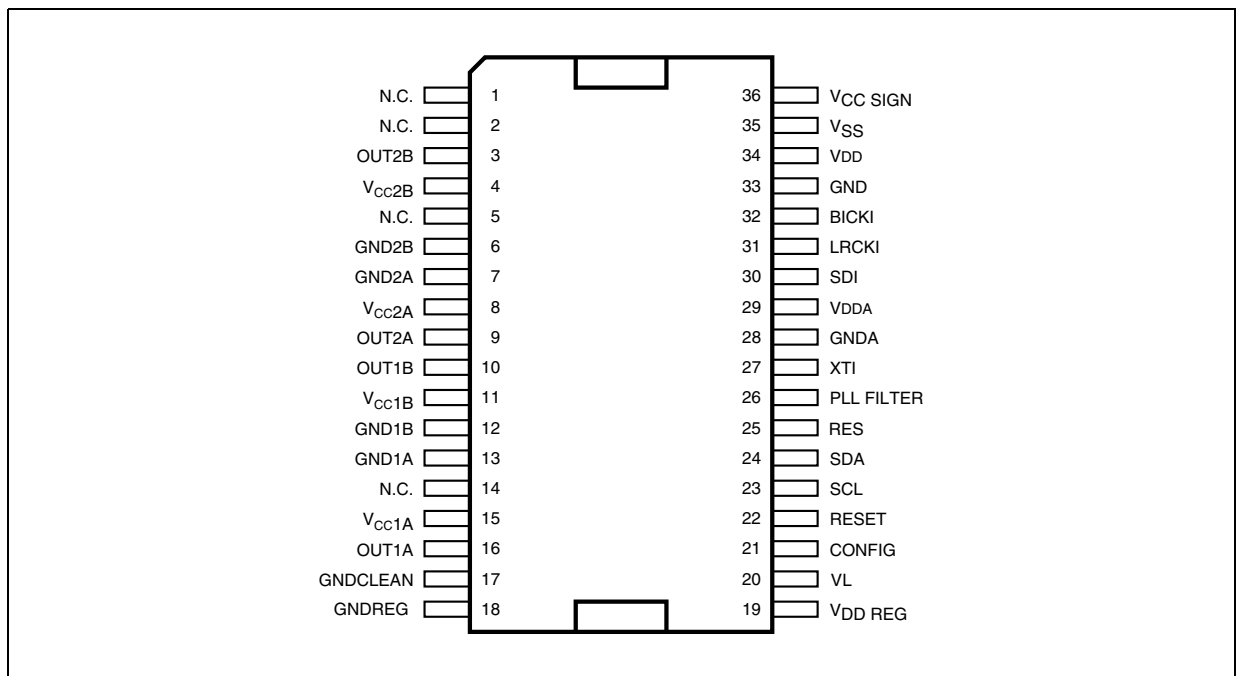 N.C. 1 36 VCC SIGN
N.C. 2 35 VSS
OUT2B 3 34 VDD
VCC2B 4 33 GND
N.C. 5 32 BICKI
GND2B 6 31 LRCKI
GND2A 7 30 SDI
VCC2A 8 29 VDDA
OUT2A 9 28 GNDA
OUT1B 10 27 XTI
VCC1B 11 26 PLL FILTER
GND1B 12 25 RES
GND1A 13 24 SDA
N.C. 14 23 SCL
VCC1A 15 22 RESET
OUT1A 16 21 CONFIG
GNDCLEAN 17 20 VL
GNDREG 18 19 VDD REG